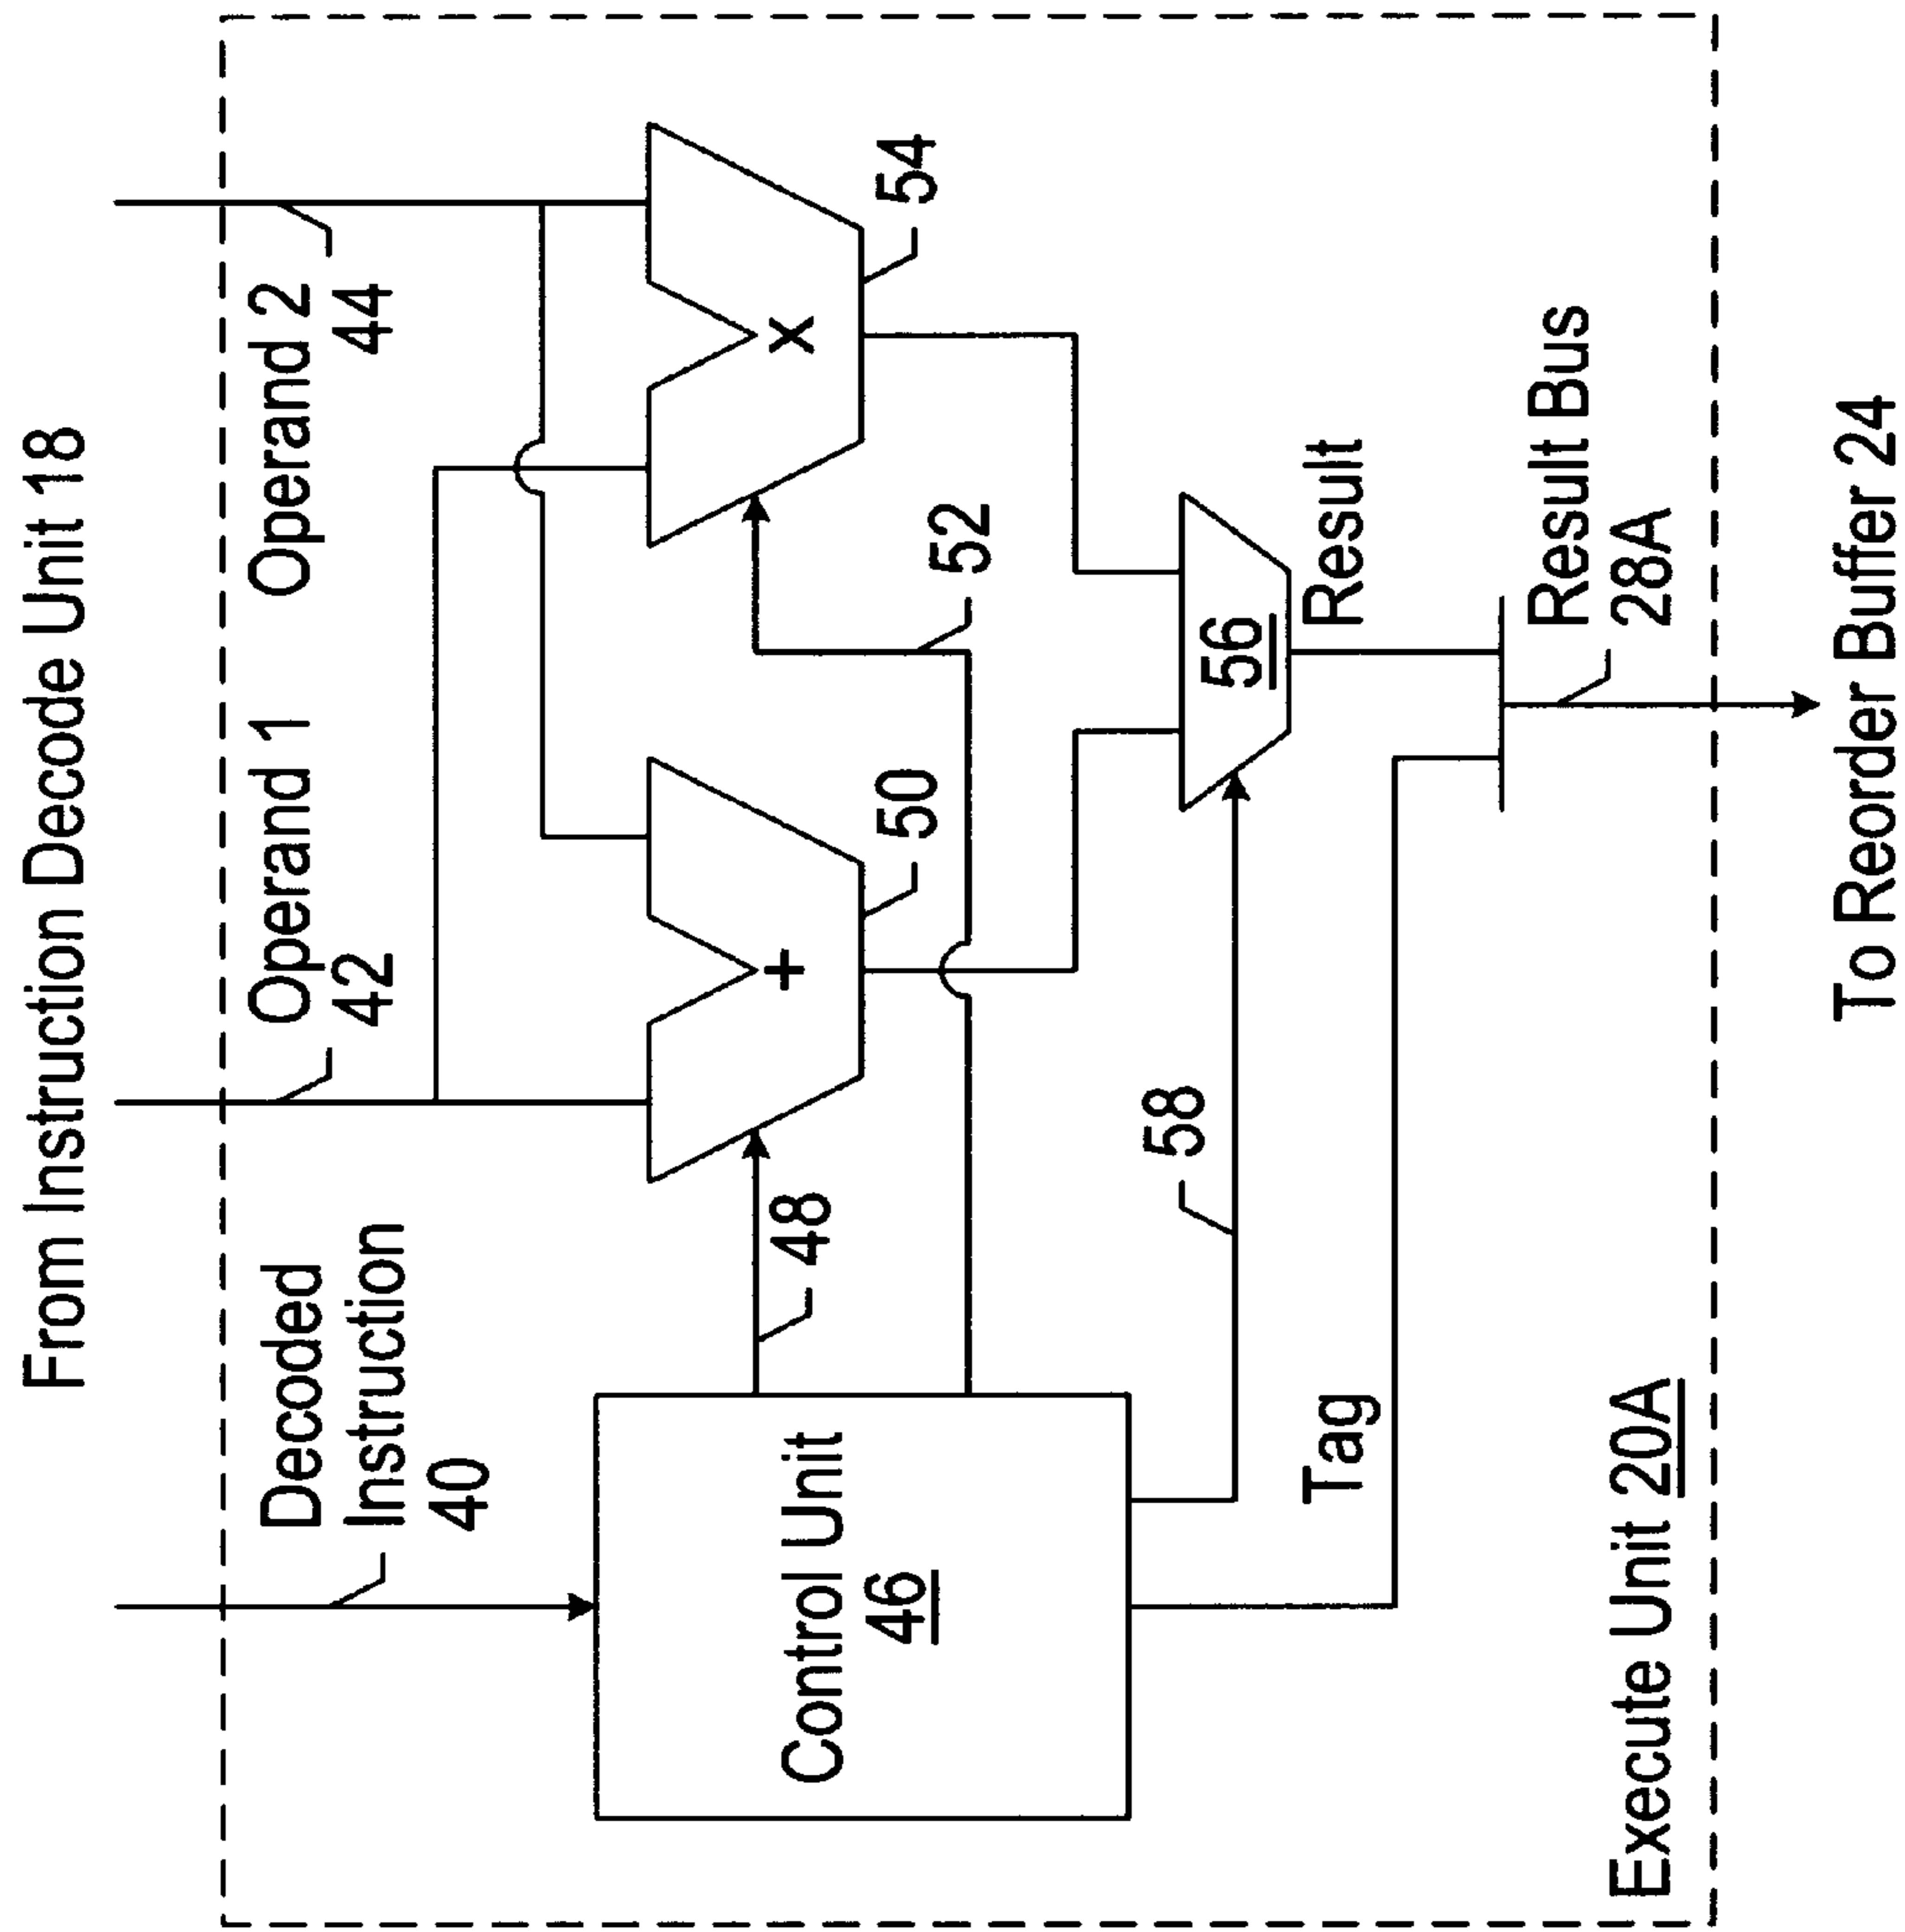 From Instruction Decode Unit 18
Decoded
Instruction
40
Operand 1
42
Operand 2
44
Control Unit
46
48
+
50
52
x
54
58
56
Tag
Result
Result Bus
28A
Execute Unit 20A
To Reorder Buffer 24